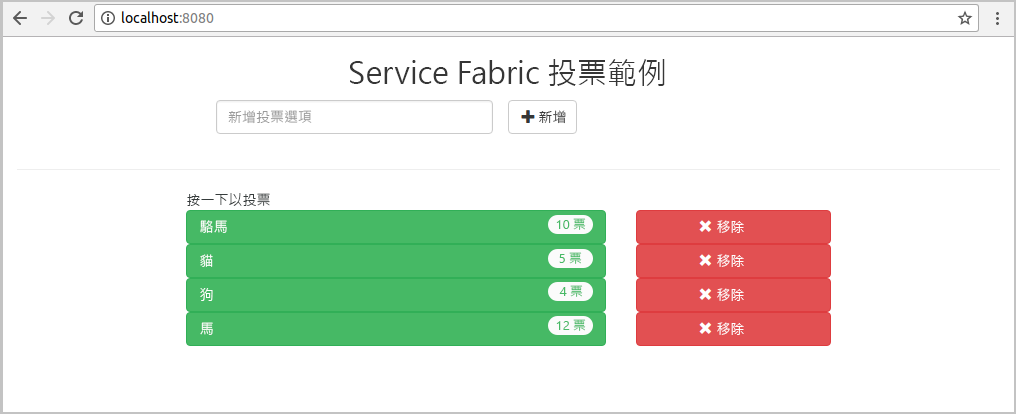 localhost:8080
Service Fabric 投票範例
新增投票選項 新增
按一下以投票
駱馬 10 票 移除
貓 5 票 移除
狗 4 票 移除
馬 12 票 移除